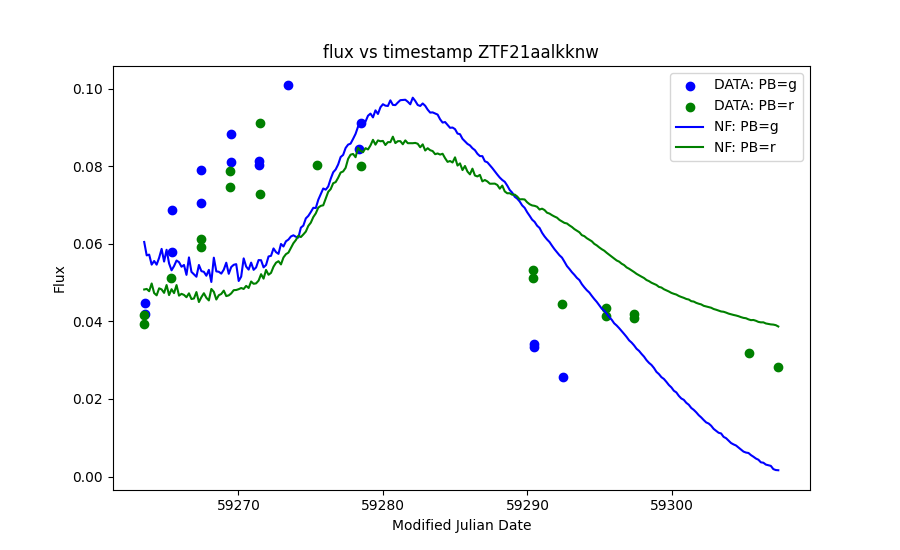 flux vs timestamp ZTF21aalkknw
0.10
0.08
0.06
0.04
0.02
0.00
Flux
DATA: PB=g
DATA: PB=r
NF: PB=g
NF: PB=r
59270
59280
59290
59300
Modified Julian Date